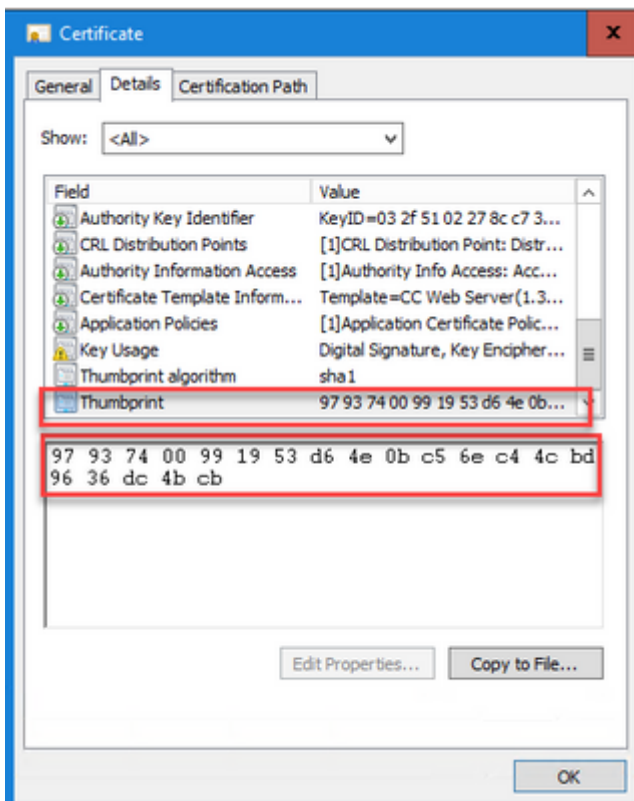 Certificate
General Details Certification Path
Show: <All>
Field Value
Authority Key Identifier KeyID=03 2f 51 02 27 8c c7 3...
CRL Distribution Points [1]CRL Distribution Point: Distr...
Authority Information Access [1]Authority Info Access: Acc...
Certificate Template Inform... Template=CC Web Server(1.3...
Application Policies [1]Application Certificate Polic...
Key Usage Digital Signature, Key Encipher...
Thumbprint algorithm sha1
Thumbprint 97 93 74 00 99 19 53 d6 4e 0b...
97 93 74 00 99 19 53 d6 4e 0b c5 6e c4 4c bd
96 36 dc 4b cb
Edit Properties... Copy to File...
OK